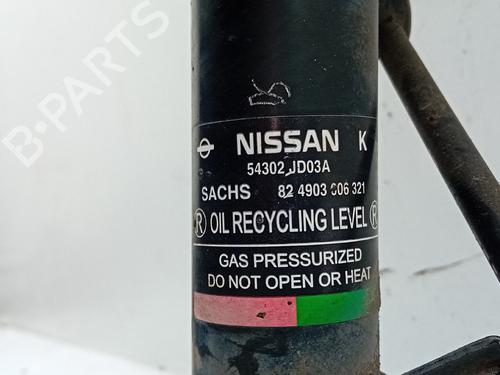 B-PARTS
NISSAN K
54302 JD03A
SACHS 82 4903 006 321
Ⓡ OIL RECYCLING LEVEL Ⓡ
GAS PRESSURIZED
DO NOT OPEN OR HEAT